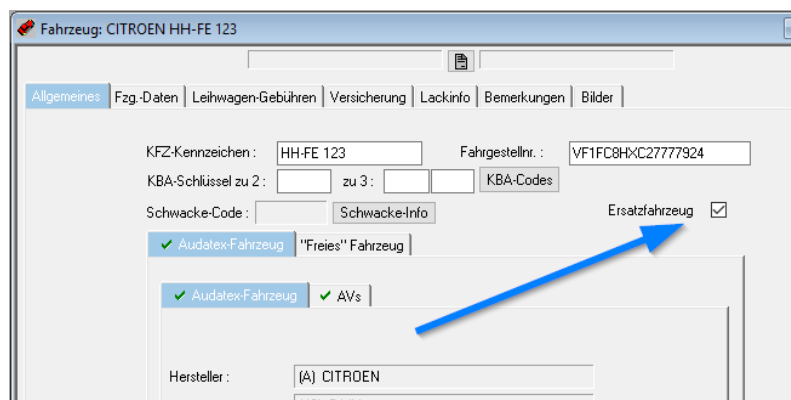 Fahrzeug: CITROEN HH-FE 123
Allgemeines Fzg.-Daten Leihwagen-Gebühren Versicherung Lackinfo Bemerkungen Bilder
KFZ-Kennzeichen : HH-FE 123 Fahrgestellnr. : VF1FC8HXC27777924
KBA-Schlüssel zu 2 : zu 3 : KBA-Codes
Schwacke-Code : Schwacke-Info Ersatzfahrzeug
Audatex-Fahrzeug "Freies" Fahrzeug
Audatex-Fahrzeug AVs
Hersteller : (A) CITROEN